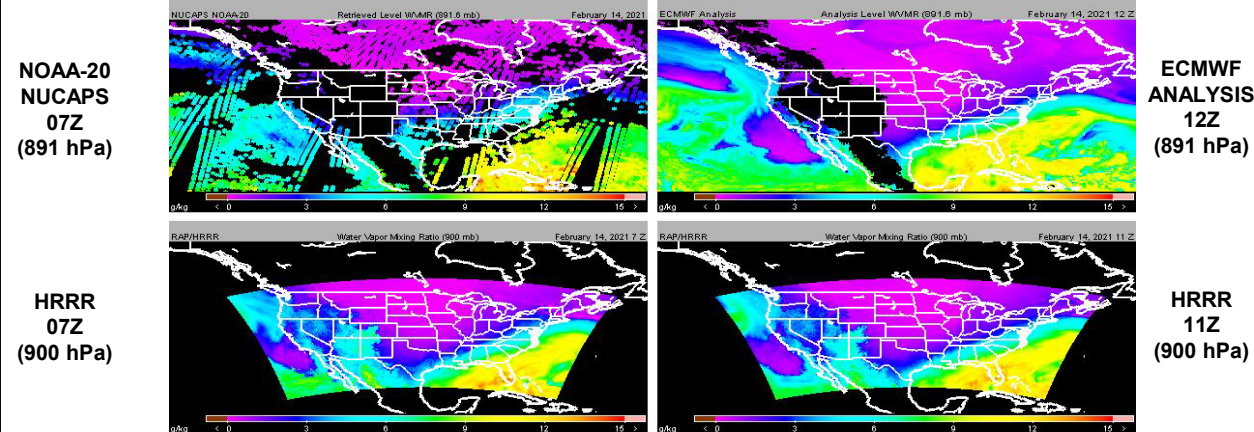 NOAA-20
NUCAPS
07Z
(891 hPa)
NUCAPS NOAA-20 Retrieved Level WVMR (891.6 mb) February 14, 2021
g/kg < 0 3 6 9 12 15 >
ECMWF Analysis Analysis Level WVMR (891.6 mb) February 14, 2021 12 Z
g/kg < 0 3 6 9 12 15 >
ECMWF
ANALYSIS
12Z
(891 hPa)
HRRR
07Z
(900 hPa)
RAP/HRRR Water Vapor Mixing Ratio (900 mb) February 14, 2021 7 Z
g/kg < 0 3 6 9 12 15 >
RAP/HRRR Water Vapor Mixing Ratio (900 mb) February 14, 2021 11 Z
g/kg < 0 3 6 9 12 15 >
HRRR
11Z
(900 hPa)